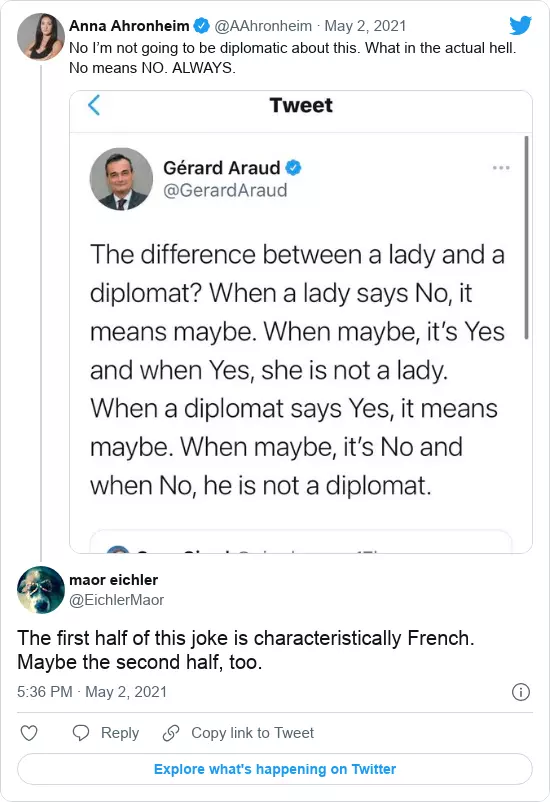 Anna Ahronheim @AAhronheim · May 2, 2021
No I’m not going to be diplomatic about this. What in the actual hell.
No means NO. ALWAYS.
Tweet
Gérard Araud
@GerardAraud
The difference between a lady and a
diplomat? When a lady says No, it
means maybe. When maybe, it’s Yes
and when Yes, she is not a lady.
When a diplomat says Yes, it means
maybe. When maybe, it’s No and
when No, he is not a diplomat.
maor eichler
@EichlerMaor
The first half of this joke is characteristically French.
Maybe the second half, too.
5:36 PM · May 2, 2021
Reply Copy link to Tweet
Explore what's happening on Twitter